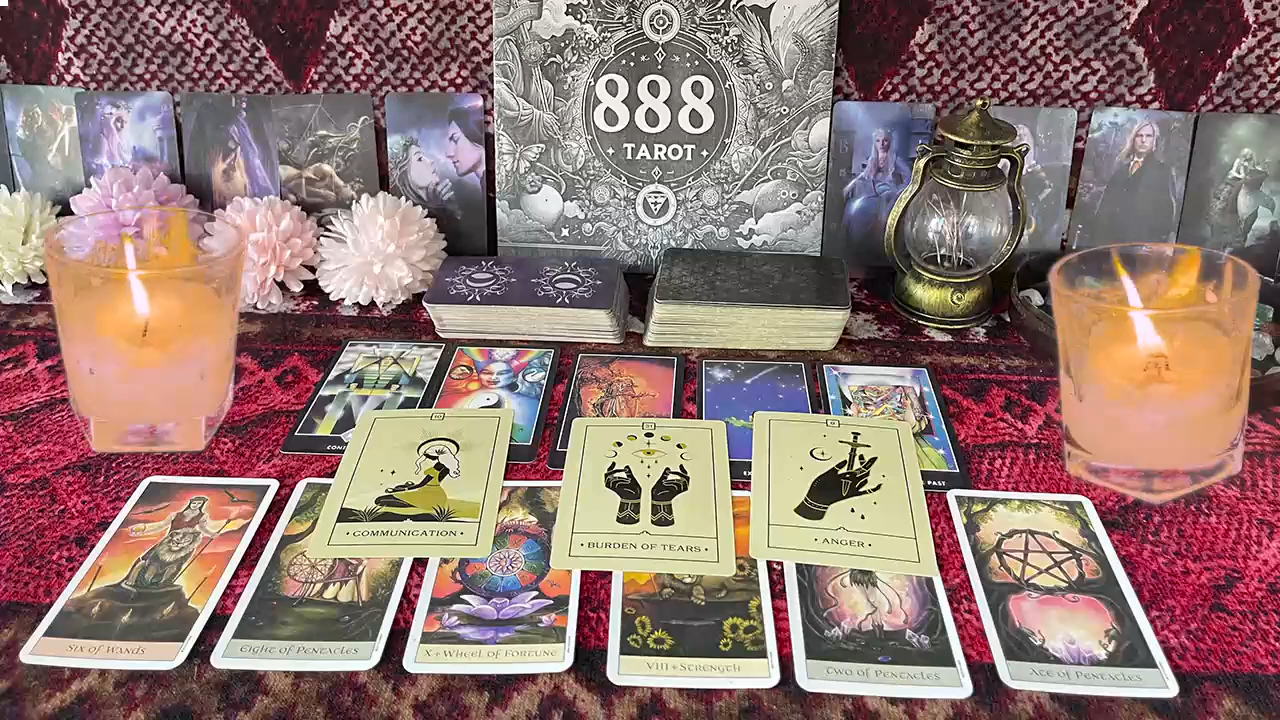 888
TAROT
PAST
10
COMMUNICATION
BURDEN OF TEARS
ANGER
SIX OF WANDS
EIGHT OF PENTACLES
X WHEEL OF FORTUNE
VIII STRENGTH
TWO OF PENTACLES
ACE OF PENTACLES